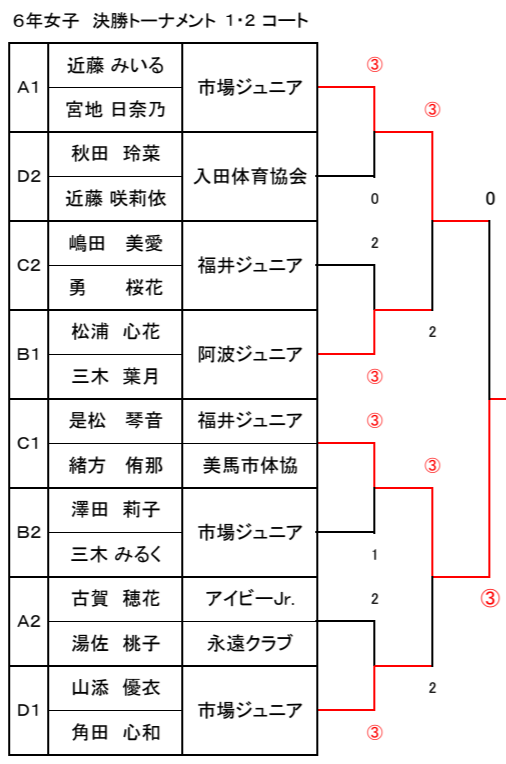 6年女子 決勝トーナメント 1・2 コート
A1 近藤 みいる 市場ジュニア ③
宮地 日奈乃 ③
D2 秋田 玲菜 入田体育協会
近藤 咲莉依 0 0
C2 嶋田 美愛 福井ジュニア 2
勇 桜花
B1 松浦 心花 阿波ジュニア 2
三木 葉月 ③
C1 是松 琴音 福井ジュニア ③
緒方 侑那 美馬市体協 ③
B2 澤田 莉子 市場ジュニア
三木 みるく 1
A2 古賀 穂花 アイビーJr. 2 ③
湯佐 桃子 永遠クラブ
D1 山添 優衣 市場ジュニア 2
角田 心和 ③